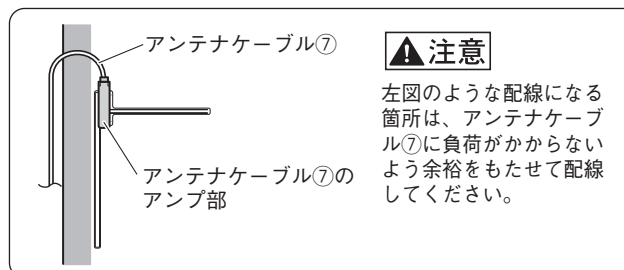 アンテナケーブル⑦
アンテナケーブル⑦の
アンプ部
注意
左図のような配線になる
箇所は、アンテナケーブ
ル⑦に負荷がかからない
よう余裕をもたせて配線
してください。